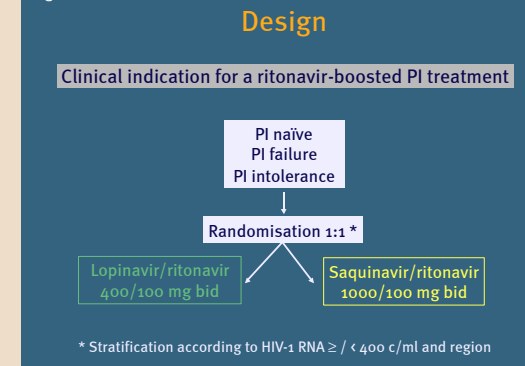 Design
Clinical indication for a ritonavir-boosted PI treatment
PI naïve
PI failure
PI intolerance
Randomisation 1:1 *
Lopinavir/ritonavir
400/100 mg bid
Saquinavir/ritonavir
1000/100 mg bid
* Stratification according to HIV-1 RNA ≥ / < 400 c/ml and region